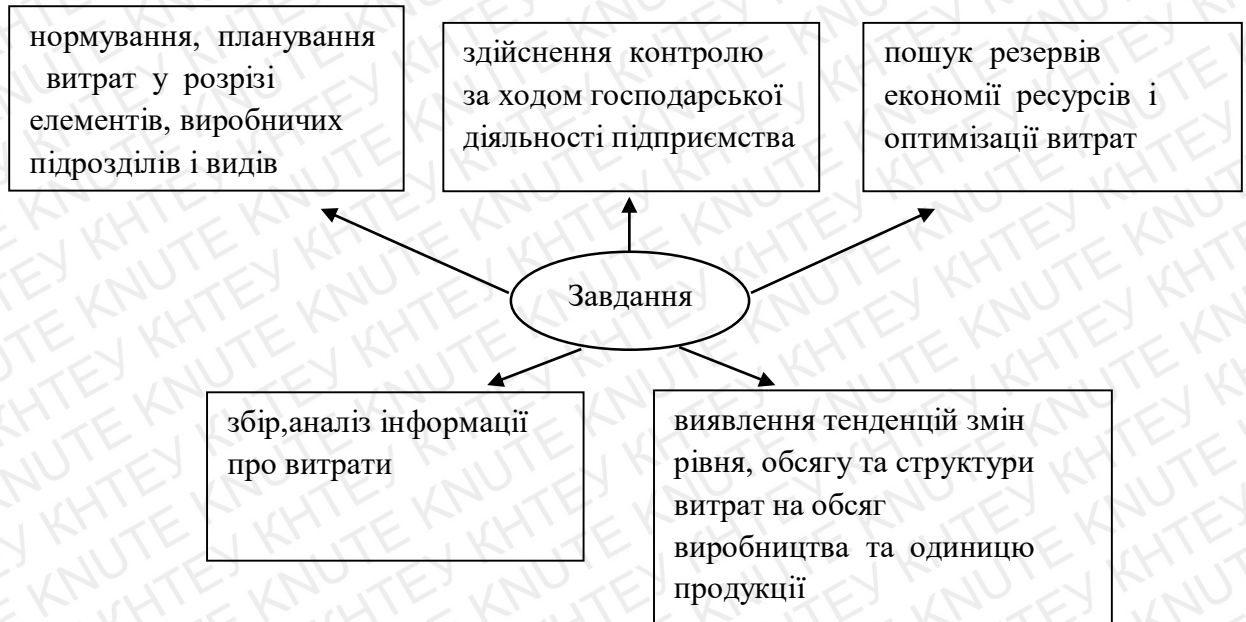 нормування, планування
витрат у розрізі
елементів, виробничих
підрозділів і видів
здійснення контролю
за ходом господарської
діяльності підприємства
пошук резервів
економії ресурсів і
оптимізації витрат
Завдання
збір,аналіз інформації
про витрати
виявлення тенденцій змін
рівня, обсягу та структури
витрат на обсяг
виробництва та одиницю
продукції